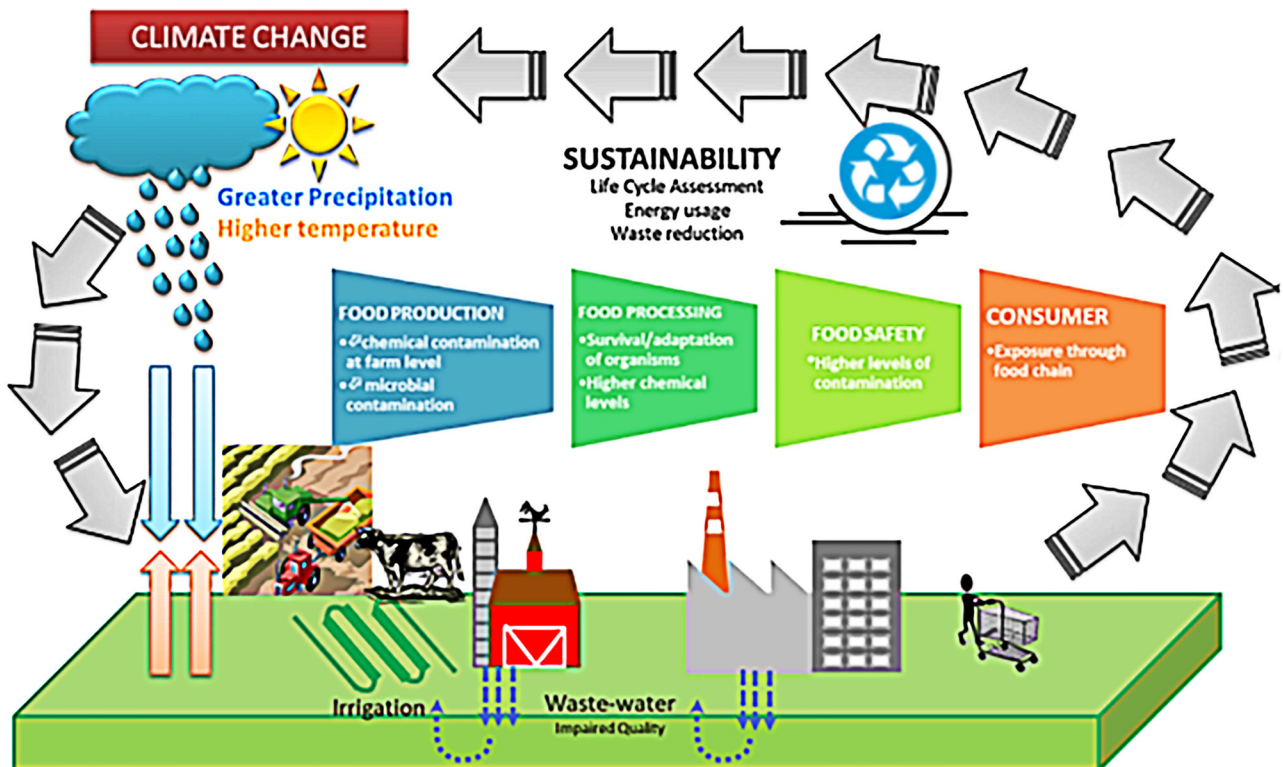 CLIMATE CHANGE
Greater Precipitation
Higher temperature
SUSTAINABILITY
Life Cycle Assessment
Energy usage
Waste reduction
FOOD PRODUCTION
•chemical contamination
at farm level
• microbial
contamination
FOOD PROCESSING
•Survival/adaptation
of organisms
•Higher chemical
levels
FOOD SAFETY
•Higher levels of
contamination
CONSUMER
•Exposure through
food chain
Irrigation
Waste-water
Impaired Quality